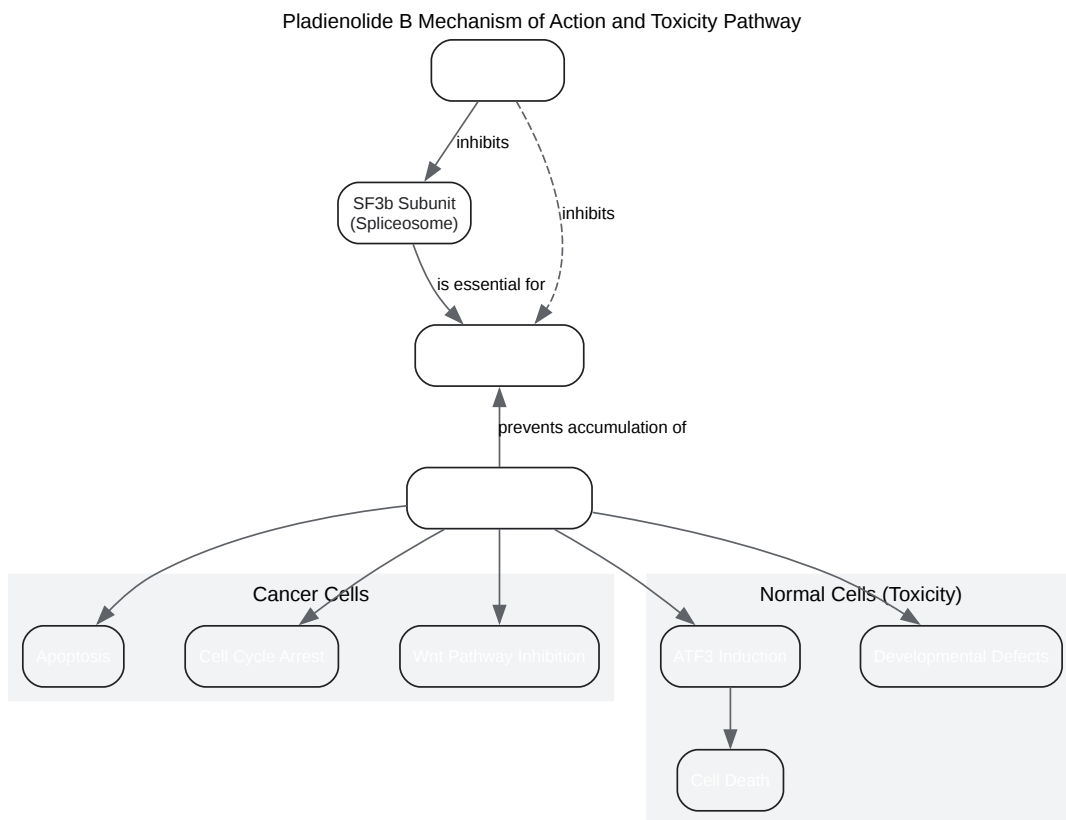 Pladienolide B Mechanism of Action and Toxicity Pathway
inhibits
SF3b Subunit
(Spliceosome)
inhibits
is essential for
prevents accumulation of
Cancer Cells
Normal Cells (Toxicity)
Apoptosis
Cell Cycle Arrest
Wnt Pathway Inhibition
ATF3 Induction
Developmental Defects
Cell Death